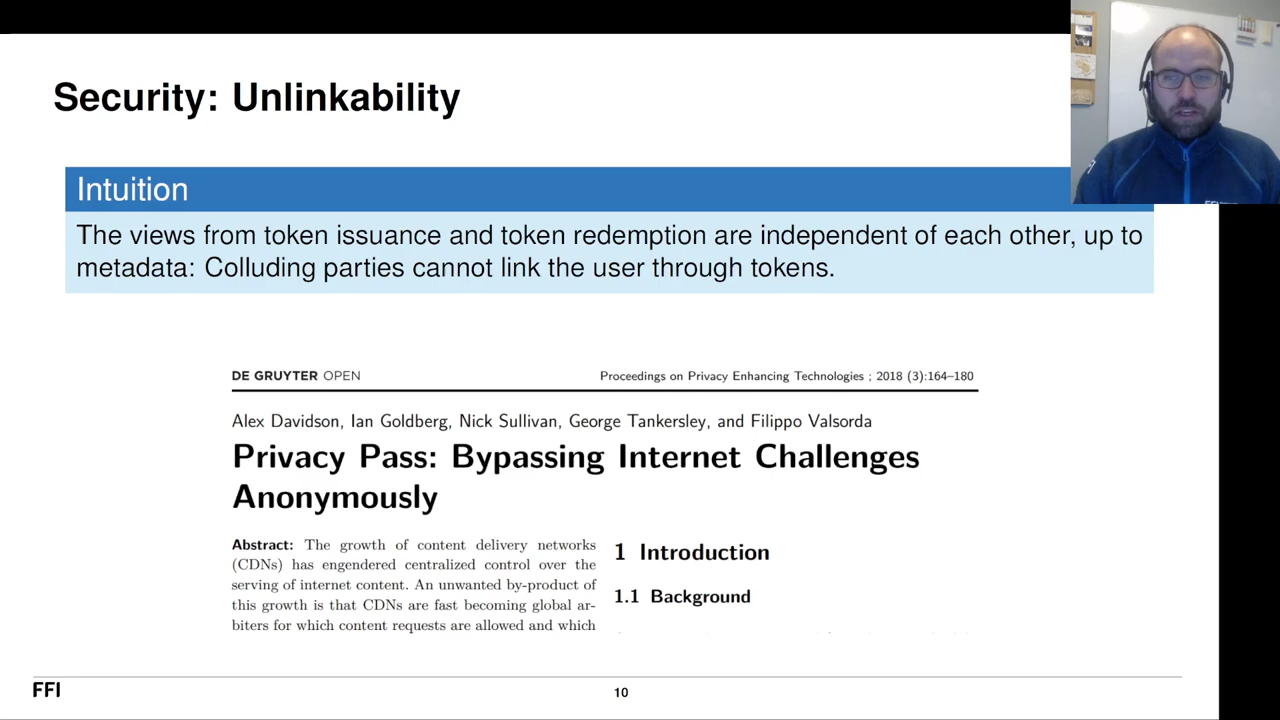 Security: Unlinkability
Intuition
The views from token issuance and token redemption are independent of each other, up to
metadata: Colluding parties cannot link the user through tokens.
DE GRUYTER OPEN
Proceedings on Privacy Enhancing Technologies ; 2018 (3):164–180
Alex Davidson, Ian Goldberg, Nick Sullivan, George Tankersley, and Filippo Valsorda
Privacy Pass: Bypassing Internet Challenges
Anonymously
Abstract: The growth of content delivery networks
(CDNs) has engendered centralized control over the
serving of internet content. An unwanted by-product of
this growth is that CDNs are fast becoming global ar-
biters for which content requests are allowed and which
1 Introduction
1.1 Background
FFI
10